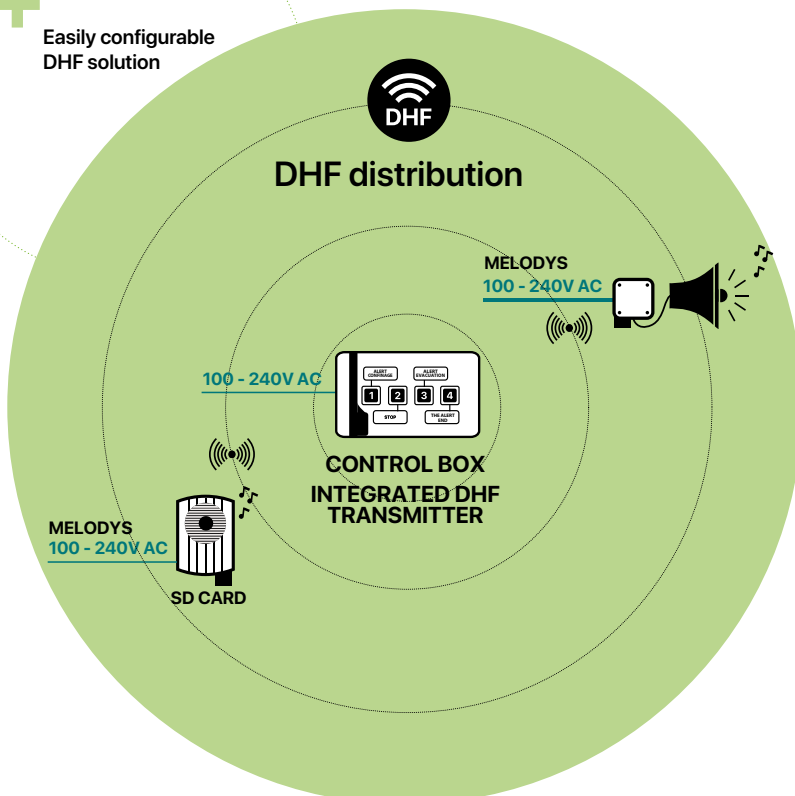 Easily configurable
DHF solution
DHF
DHF distribution
MELODYS
100 - 240V AC
100 - 240V AC
ALERT
CONFINAGE
ALERT
EVACUATION
1 2 3 4
STOP
THE ALERT
END
CONTROL BOX
INTEGRATED DHF
TRANSMITTER
MELODYS
100 - 240V AC
SD CARD